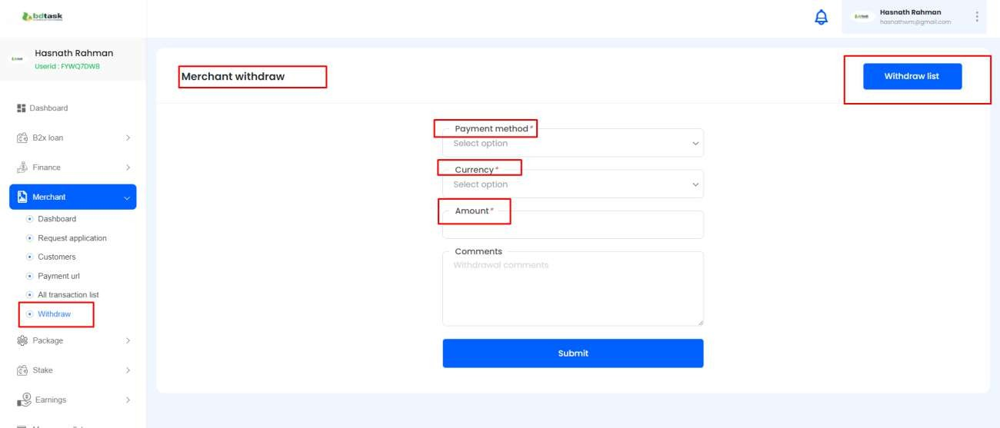 bdtask
Hasnath Rahman
hasnathwm@gmail.com
Hasnath Rahman
UserId : FYWQ7DWB
Dashboard
B2x loan
Finance
Merchant
Dashboard
Request application
Customers
Payment url
All transaction list
Withdraw
Package
Stake
Earnings
Merchant withdraw
Withdraw list
Payment method*
Select option
Currency*
Select option
Amount*
Comments
Withdrawal comments
Submit